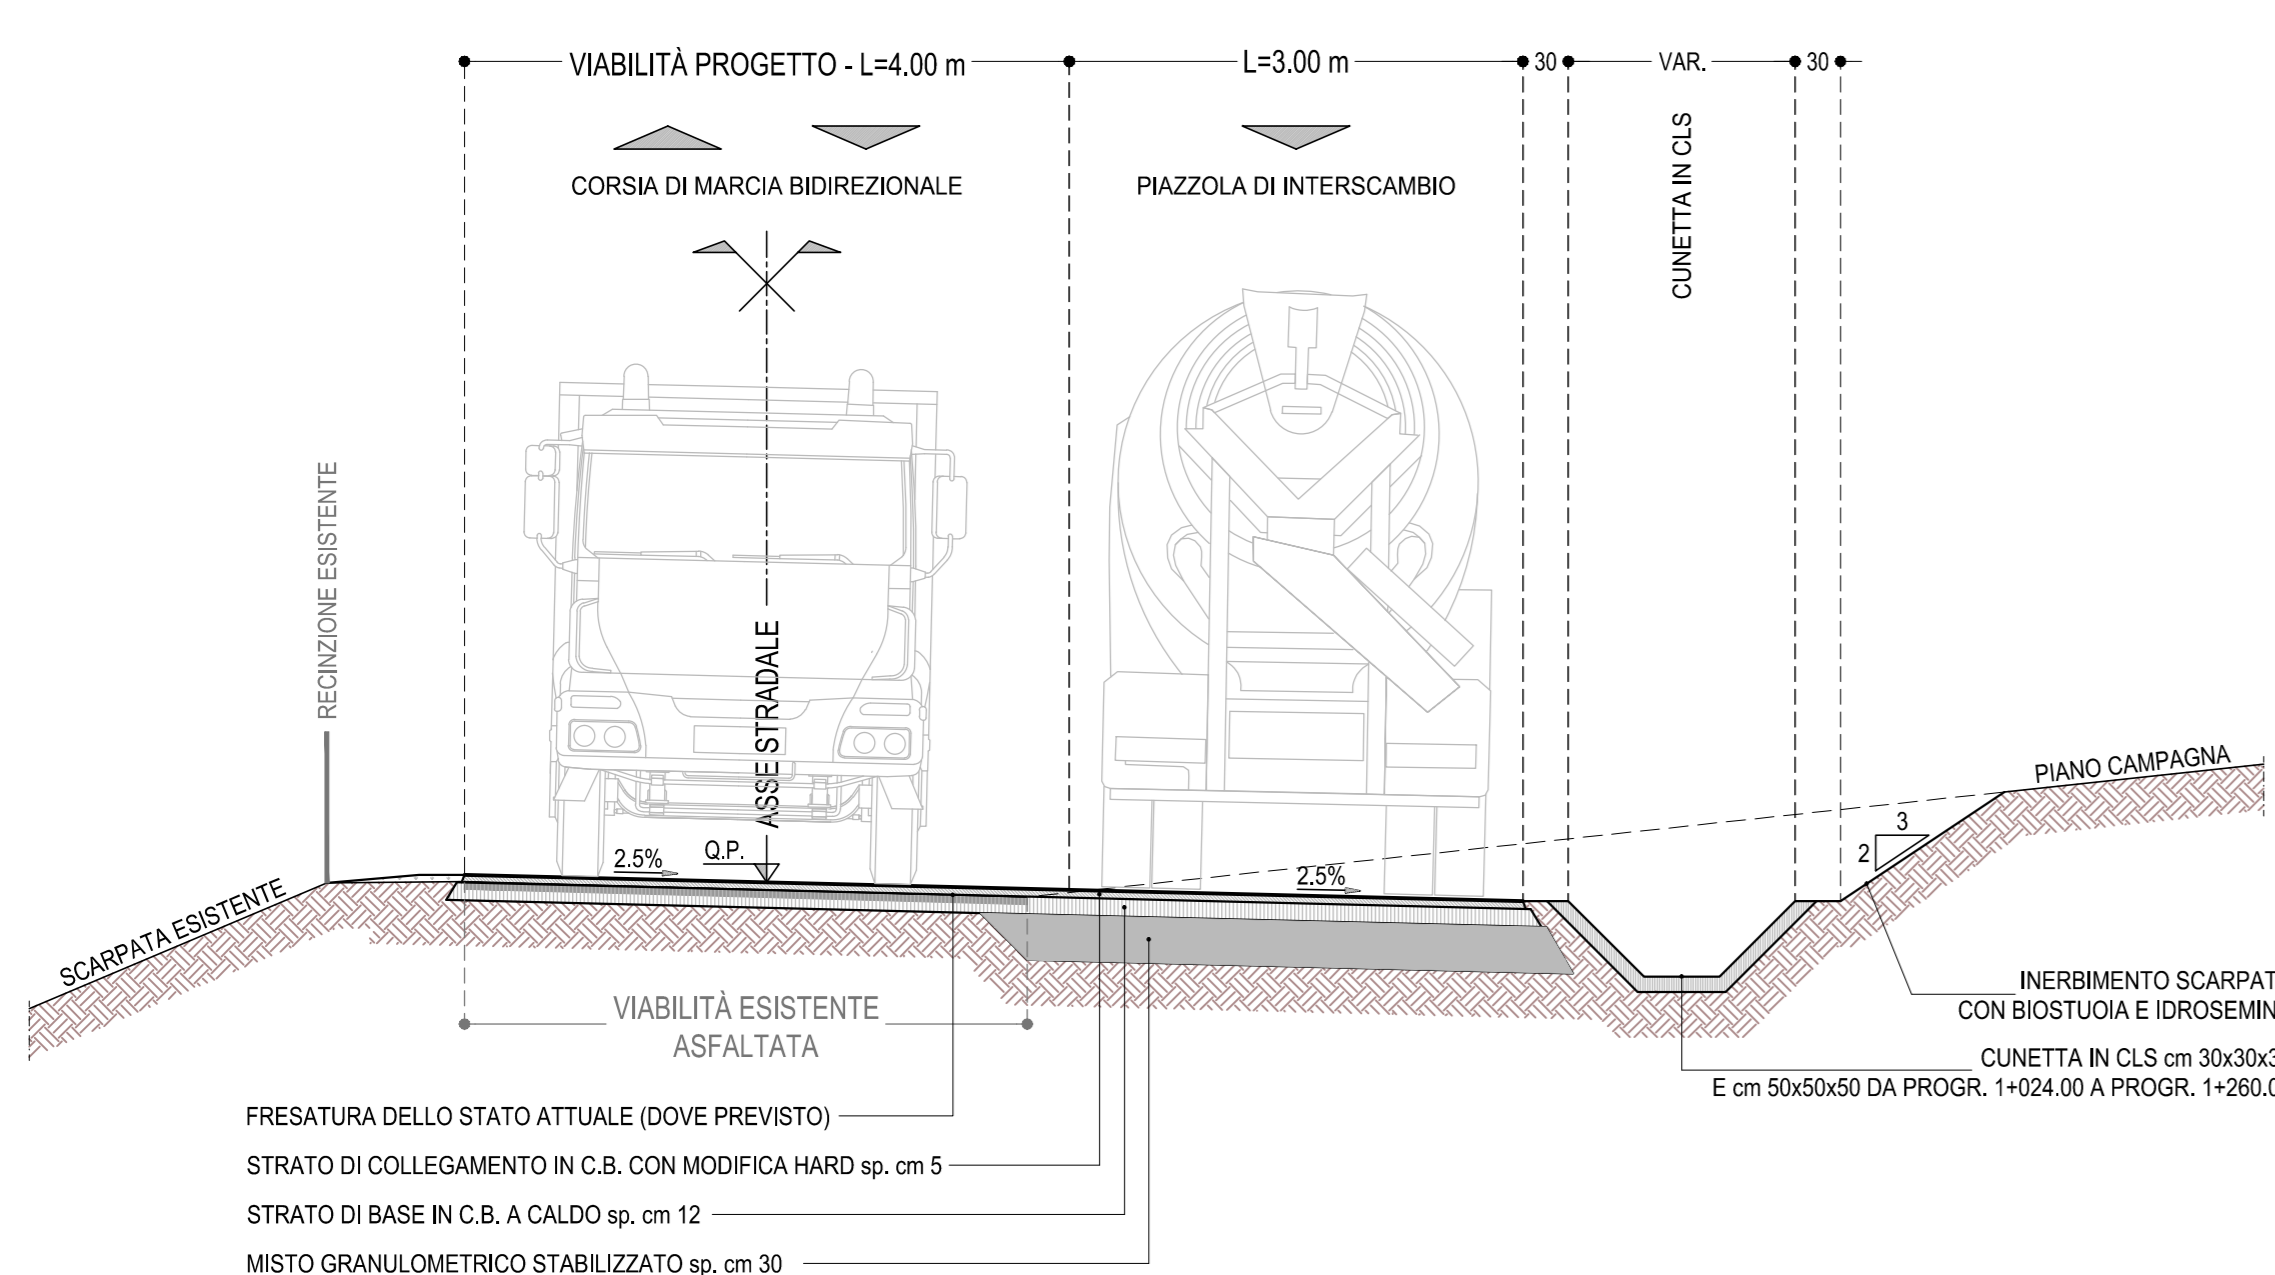 VIABILITÀ PROGETTO - L=4.00 m
L=3.00 m
30
VAR.
30
CORSIA DI MARCIA BIDIREZIONALE
PIAZZOLA DI INTERSCAMBIO
CUNETTA IN CLS
RECINZIONE ESISTENTE
ASSE STRADALE
PIANO CAMPAGNA
3
2
2.5%
Q.P.
2.5%
SCARPATA ESISTENTE
VIABILITÀ ESISTENTE
ASFALTATA
INERBIMENTO SCARPAT
CON BIOSTUOIA E IDROSEMIN
CUNETTA IN CLS cm 30x30x3
E cm 50x50x50 DA PROGR. 1+024.00 A PROGR. 1+260.0
FRESATURA DELLO STATO ATTUALE (DOVE PREVISTO)
STRATO DI COLLEGAMENTO IN C.B. CON MODIFICA HARD sp. cm 5
STRATO DI BASE IN C.B. A CALDO sp. cm 12
MISTO GRANULOMETRICO STABILIZZATO sp. cm 30